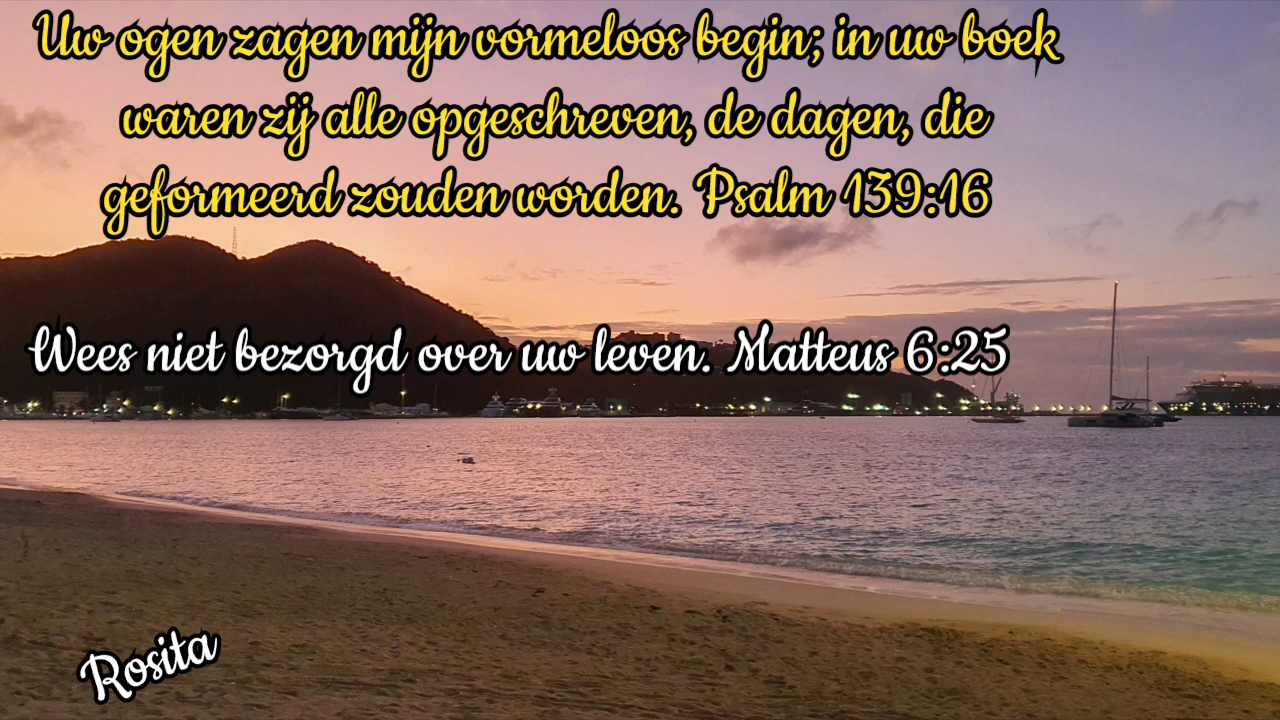 Uw ogen zagen mijn vormeloos begin; in uw boek
waren zij alle opgeschreven, de dagen, die
geformeerd zouden worden. Psalm 139:16
Wees niet bezorgd over uw leven. Matteus 6:25
Rosita